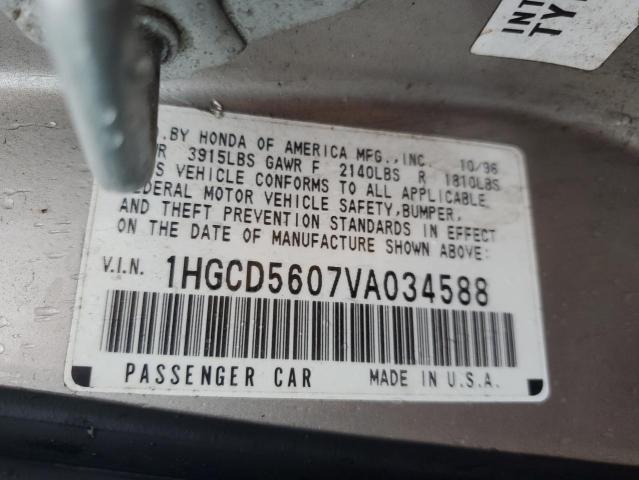 BY HONDA OF AMERICA MFG., INC. 10/96
3915LBS GAWR F 2140LBS R 1810LBS
VEHICLE CONFORMS TO ALL APPLICABLE
FEDERAL MOTOR VEHICLE SAFETY, BUMPER,
AND THEFT PREVENTION STANDARDS IN EFFECT
ON THE DATE OF MANUFACTURE SHOWN ABOVE:
V.I.N. 1HGCD5607VA034588
PASSENGER CAR MADE IN U.S.A.